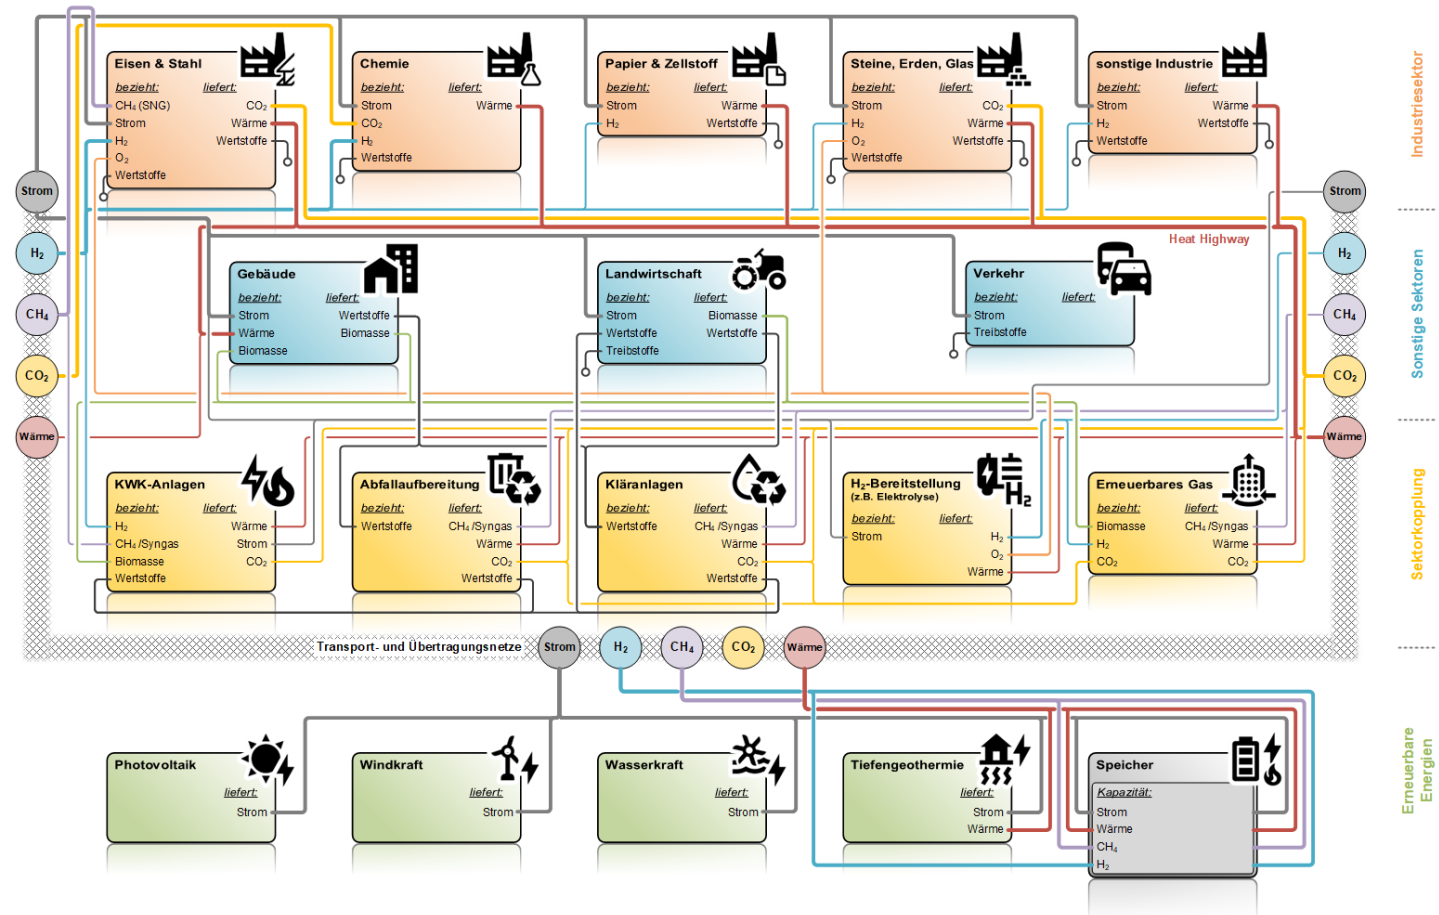 Eisen & Stahl
bezieht: liefert:
CH₄ (SNG) CO₂
Strom Wärme
H₂ Wertstoffe
O₂
Wertstoffe
Chemie
bezieht: liefert:
Strom Wärme
CO₂
H₂
Wertstoffe
Papier & Zellstoff
bezieht: liefert:
Strom Wärme
H₂ Wertstoffe
Steine, Erden, Glas
bezieht: liefert:
Strom CO₂
H₂ Wärme
O₂ Wertstoffe
Wertstoffe
sonstige Industrie
bezieht: liefert:
Strom Wärme
H₂ Wertstoffe
Wertstoffe
Industriesektor
Strom
H₂
CH₄
CO₂
Wärme
Strom
H₂
CH₄
CO₂
Wärme
Heat Highway
Gebäude
bezieht: liefert:
Strom Wertstoffe
Wärme Biomasse
Biomasse
Landwirtschaft
bezieht: liefert:
Strom Biomasse
Wertstoffe Wertstoffe
Treibstoffe
Verkehr
bezieht: liefert:
Strom
Treibstoffe
Sonstige Sektoren
KWK-Anlagen
bezieht: liefert:
H₂ Wärme
CH₄ /Syngas Strom
Biomasse CO₂
Wertstoffe
Abfallaufbereitung
bezieht: liefert:
Wertstoffe CH₄ /Syngas
Wärme
CO₂
Wertstoffe
Kläranlagen
bezieht: liefert:
Wertstoffe CH₄ /Syngas
Wärme
CO₂
Wertstoffe
H₂-Bereitstellung
(z.B. Elektrolyse)
bezieht: liefert:
Strom H₂
O₂
Wärme
H₂
Erneuerbares Gas
bezieht: liefert:
Biomasse CH₄ /Syngas
H₂ Wärme
CO₂ CO₂
Sektorkopplung
Transport- und Übertragungsnetze
Strom
H₂
CH₄
CO₂
Wärme
Photovoltaik
liefert:
Strom
Windkraft
liefert:
Strom
Wasserkraft
liefert:
Strom
Tiefengeothermie
liefert:
Strom
Wärme
Speicher
Kapazität:
Strom
Wärme
CH₄
H₂
Erneuerbare
Energien